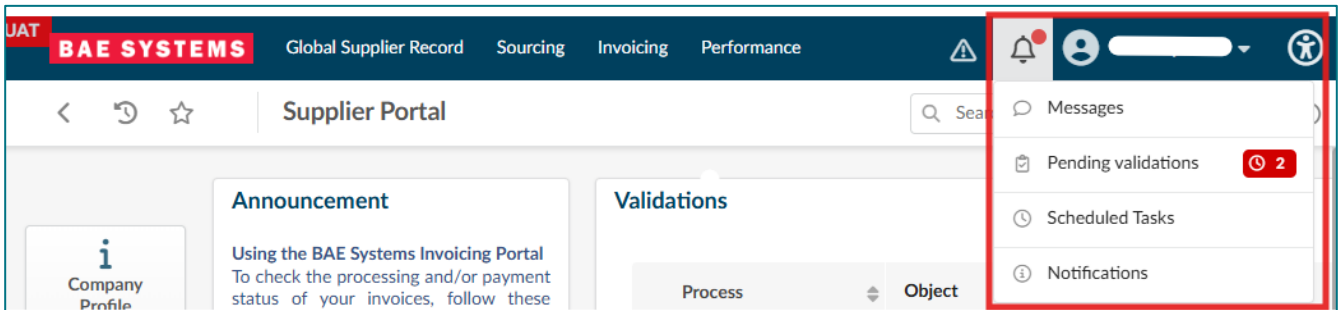 UAT
BAE SYSTEMS Global Supplier Record Sourcing Invoicing Performance
Supplier Portal
Messages
Pending validations 2
Scheduled Tasks
Notifications
Company
Profile
Announcement
Using the BAE Systems Invoicing Portal
To check the processing and/or payment
status of your invoices, follow these
Validations
Process Object